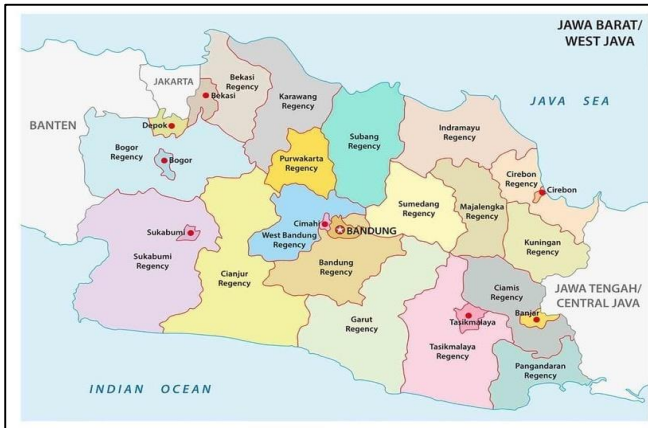 JAWA BARAT/
WEST JAVA
JAKARTA
Bekasi
Regency
Bekasi
Karawang
Regency
JAVA SEA
BANTEN
Depok
Subang
Regency
Indramayu
Regency
Bogor
Regency
Bogor
Purwakarta
Regency
Cirebon
Regency
Cirebon
Sumedang
Regency
Majalengka
Regency
Sukabumi
Cimahi
BANDUNG
West Bandung
Regency
Kuningan
Regency
Sukabumi
Regency
Cianjur
Regency
Bandung
Regency
Ciamis
Regency
JAWA TENGAH/
CENTRAL JAVA
Garut
Regency
Tasikmalaya
Banjar
Tasikmalaya
Regency
Pangandaran
Regency
INDIAN OCEAN